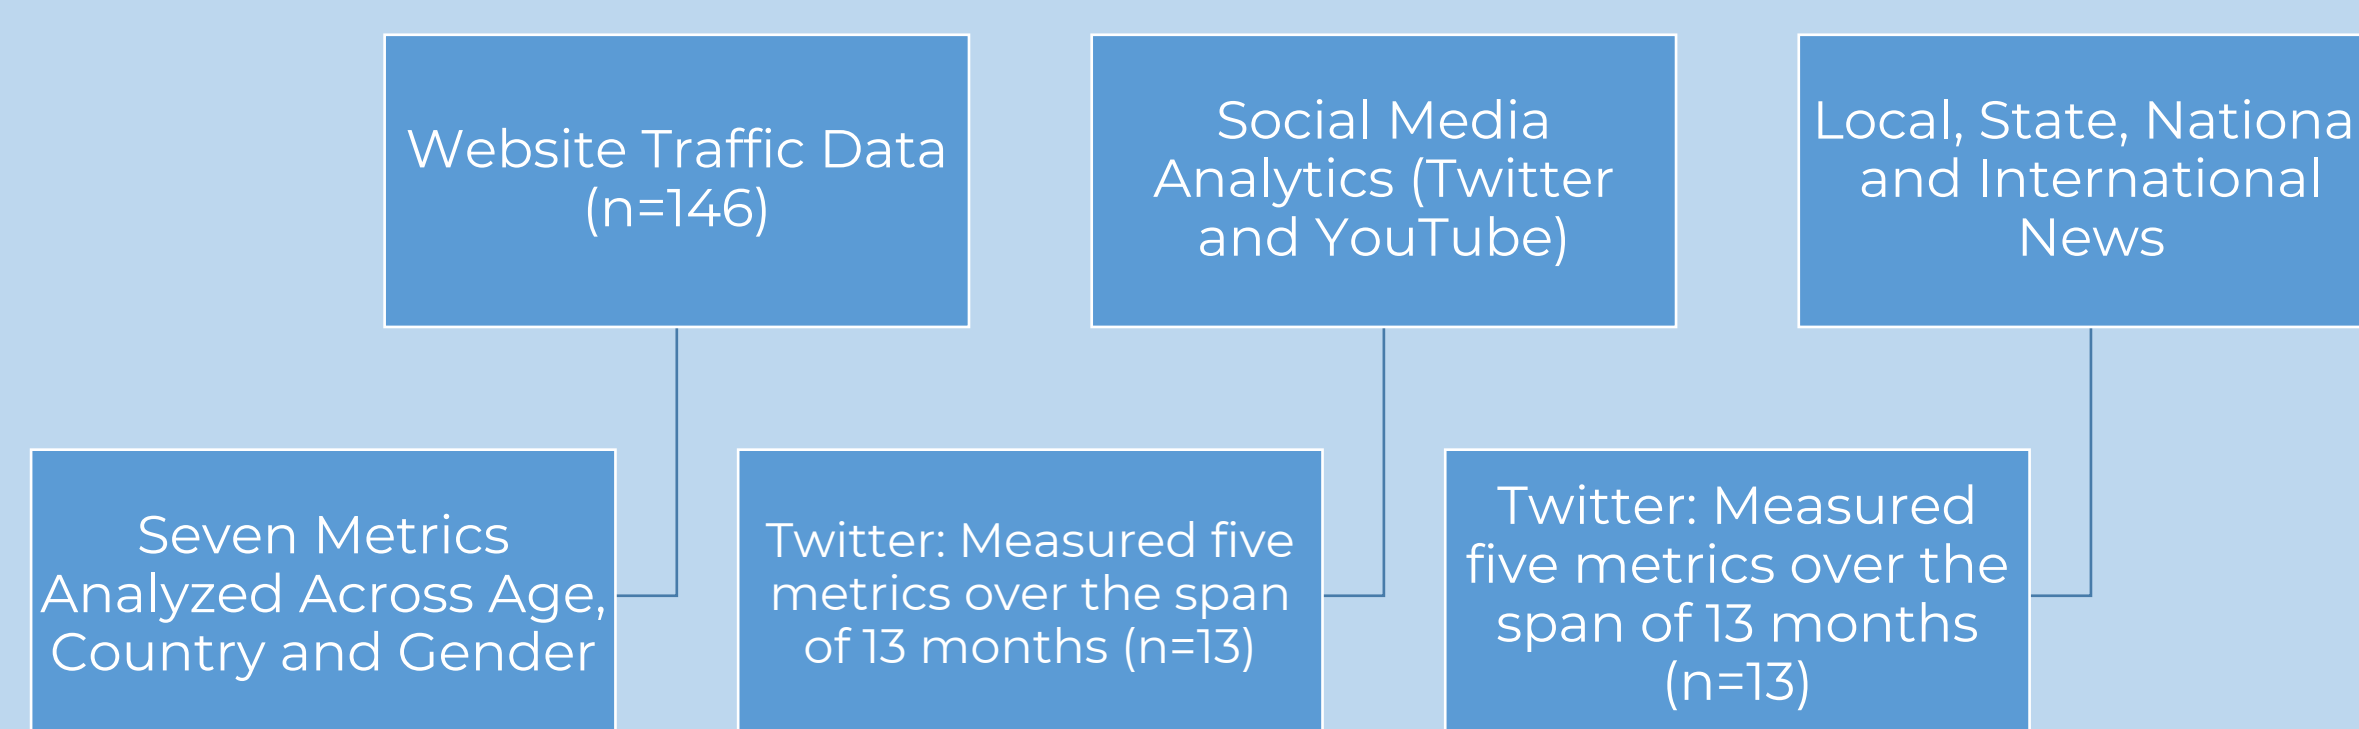 Website Traffic Data
(n=146)
Social Media
Analytics (Twitter
and YouTube)
Local, State, Nationa
and International
News
Seven Metrics
Analyzed Across Age,
Country and Gender
Twitter: Measured five
metrics over the span
of 13 months (n=13)
Twitter: Measured
five metrics over the
span of 13 months
(n=13)